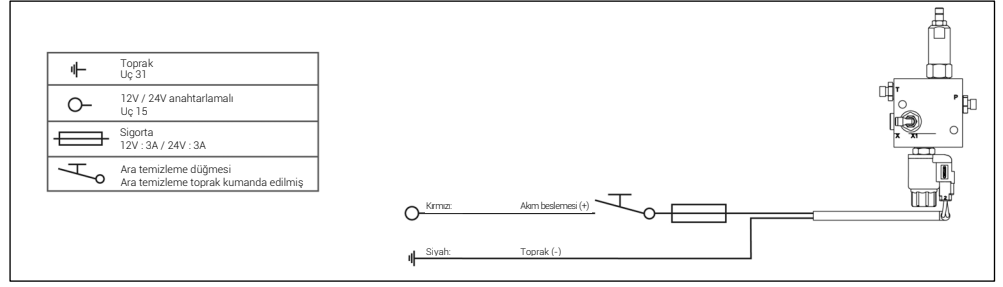 Toprak
Uç 31
12V / 24V anahtarlamalı
Uç 15
Sigorta
12V : 3A / 24V : 3A
Ara temizleme düğmesi
Ara temizleme toprak kumanda edilmiş
T
P
X X1
Kırmızı: Akım beslemesi (+)
Siyah: Toprak (-)